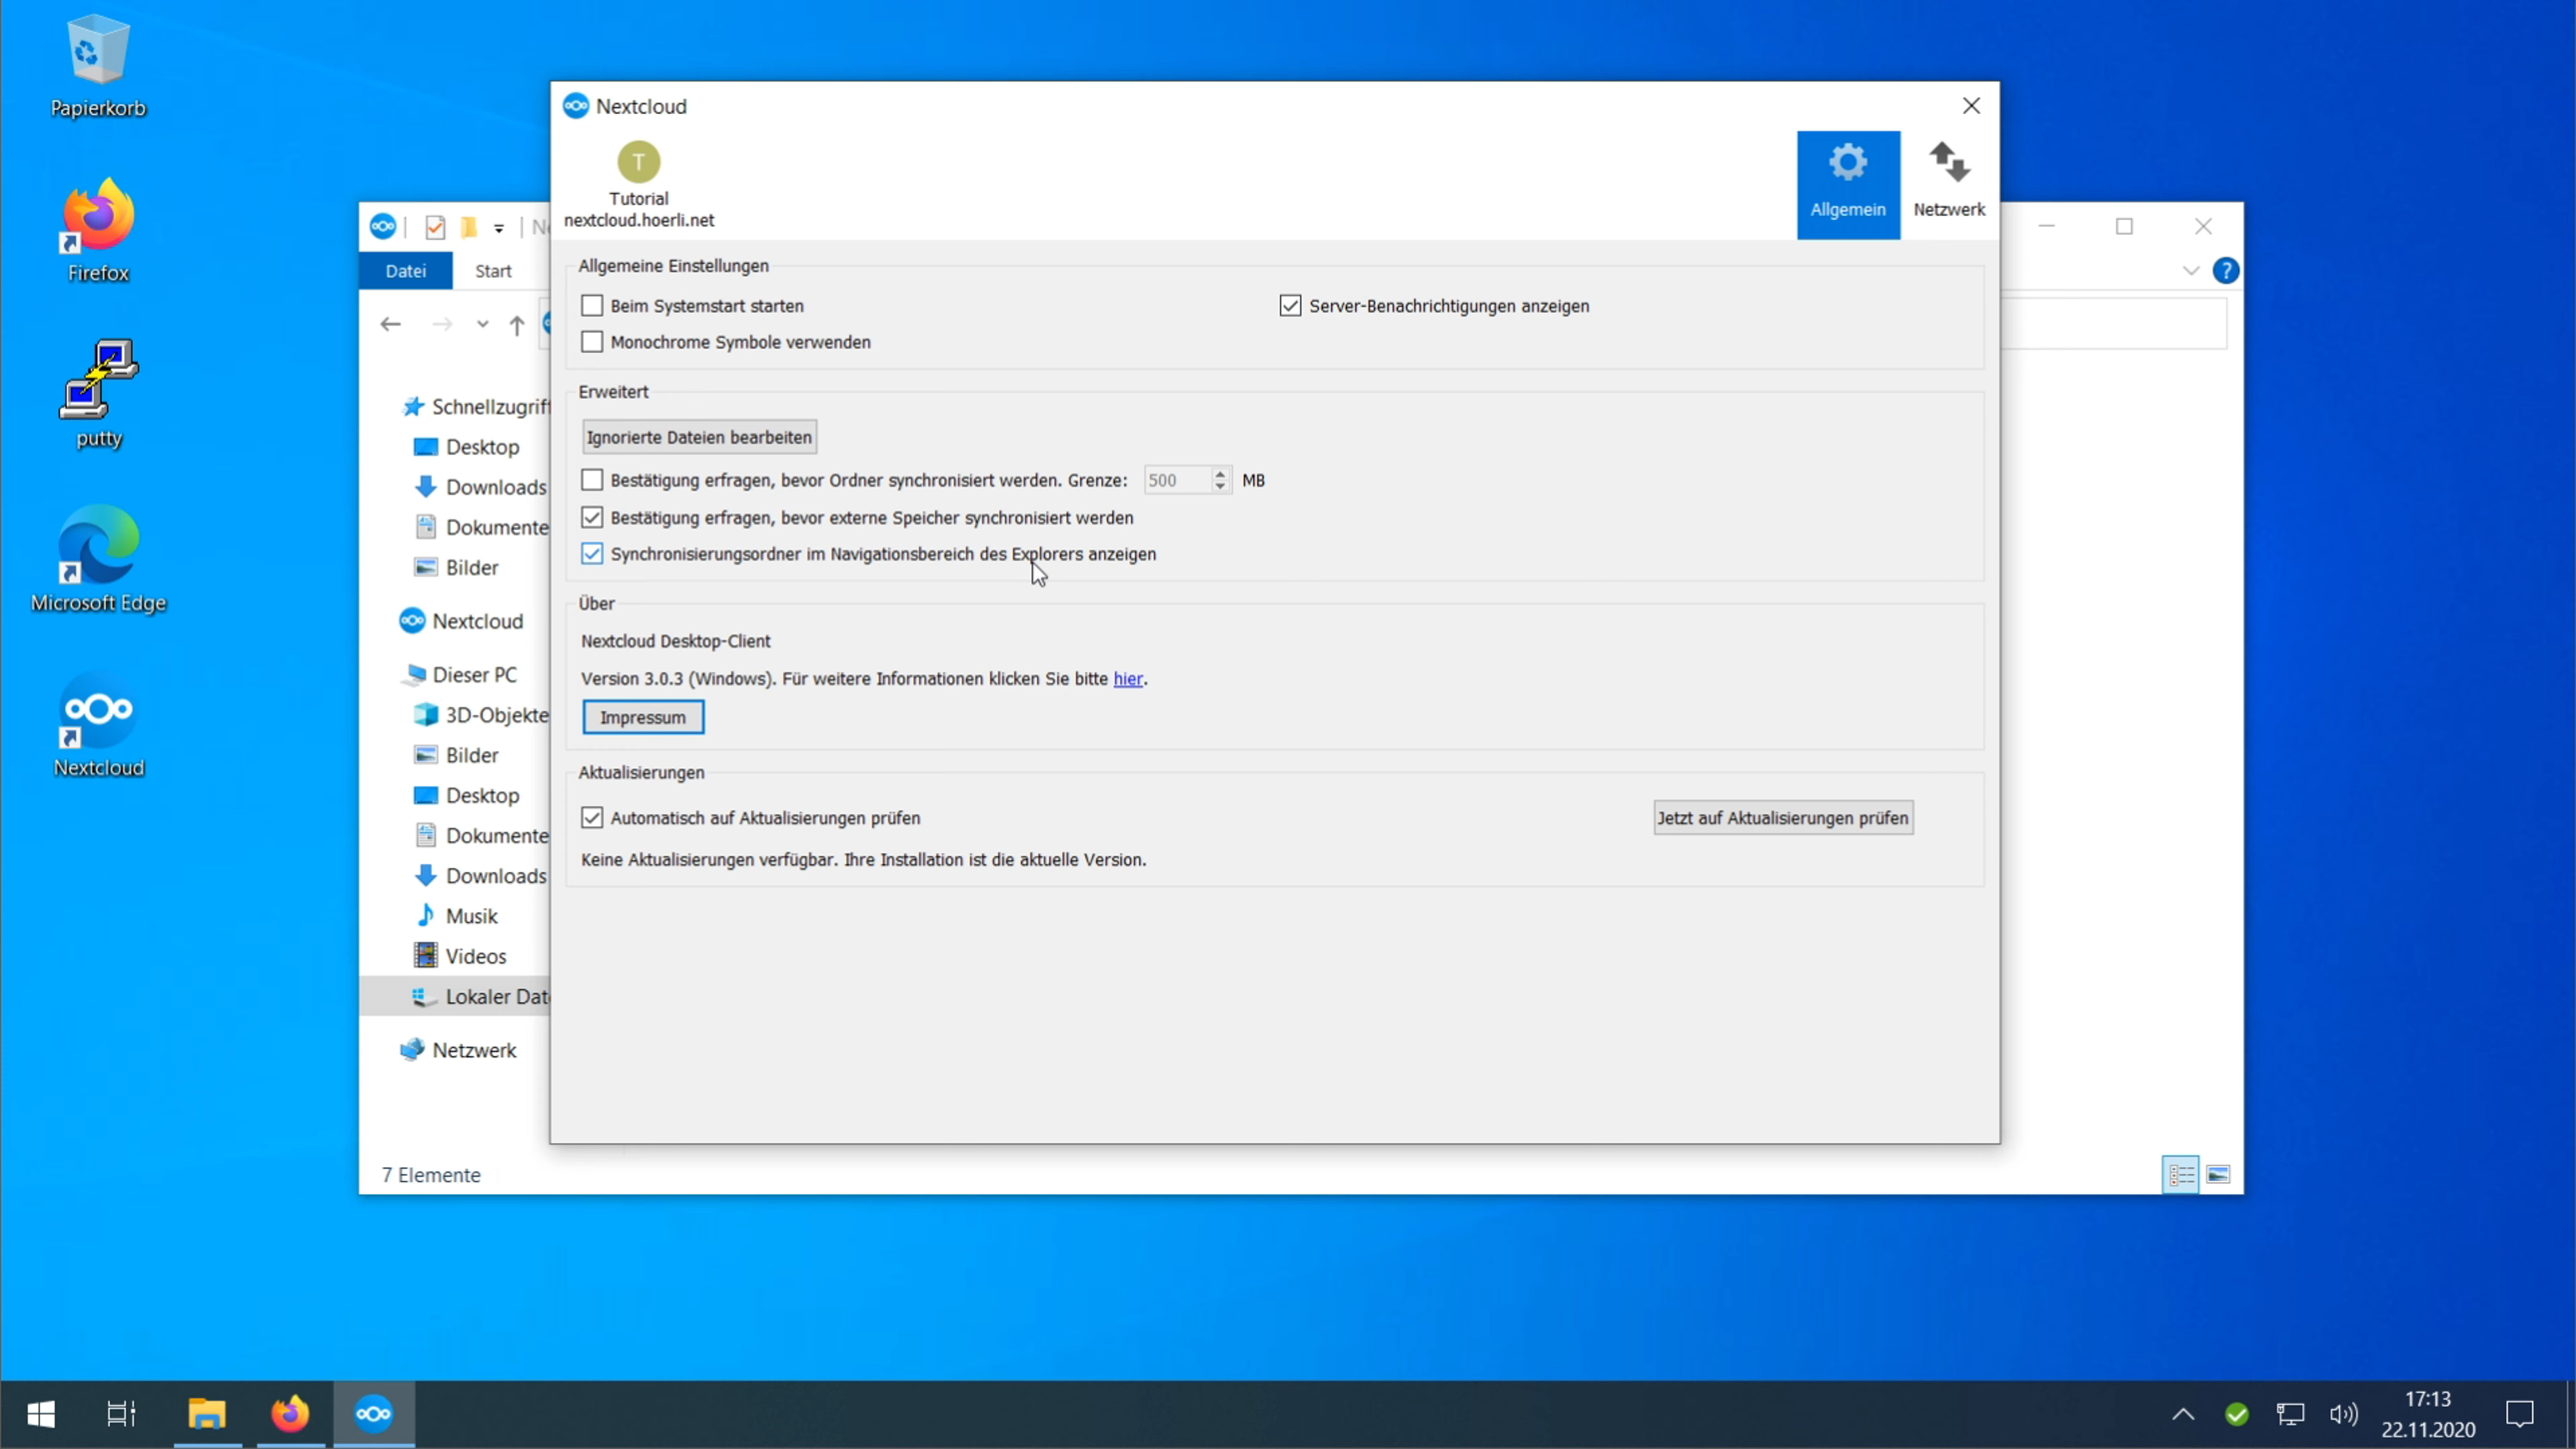 Papierkorb
Firefox
putty
Microsoft Edge
Nextcloud
Datei
Start
Schnellzugriff
Desktop
Downloads
Dokumente
Bilder
Nextcloud
Dieser PC
3D-Objekte
Bilder
Desktop
Dokumente
Downloads
Musik
Videos
Lokaler Date
Netzwerk
7 Elemente
?
Nextcloud
T
Tutorial
nextcloud.hoerli.net
Allgemein
Netzwerk
Allgemeine Einstellungen
Beim Systemstart starten
Server-Benachrichtigungen anzeigen
Monochrome Symbole verwenden
Erweitert
Ignorierte Dateien bearbeiten
Bestätigung erfragen, bevor Ordner synchronisiert werden. Grenze: 500 MB
Bestätigung erfragen, bevor externe Speicher synchronisiert werden
Synchronisierungsordner im Navigationsbereich des Explorers anzeigen
Über
Nextcloud Desktop-Client
Version 3.0.3 (Windows). Für weitere Informationen klicken Sie bitte hier.
Impressum
Aktualisierungen
Automatisch auf Aktualisierungen prüfen
Jetzt auf Aktualisierungen prüfen
Keine Aktualisierungen verfügbar. Ihre Installation ist die aktuelle Version.
17:13
22.11.2020